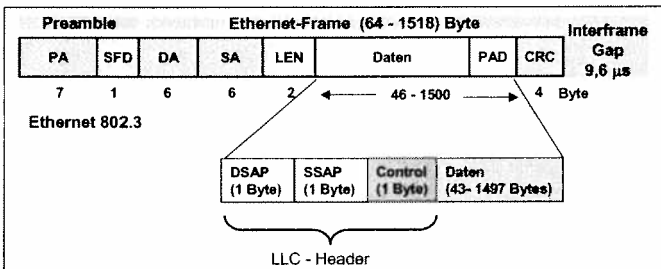 Preamble Ethernet-Frame (64 - 1518) Byte
Interframe
Gap
9,6 µs
PA SFD DA SA LEN Daten PAD CRC
7 1 6 6 2 46 - 1500 4 Byte
Ethernet 802.3
DSAP SSAP Control Daten
(1 Byte) (1 Byte) (1 Byte) (43- 1497 Bytes)
LLC - Header